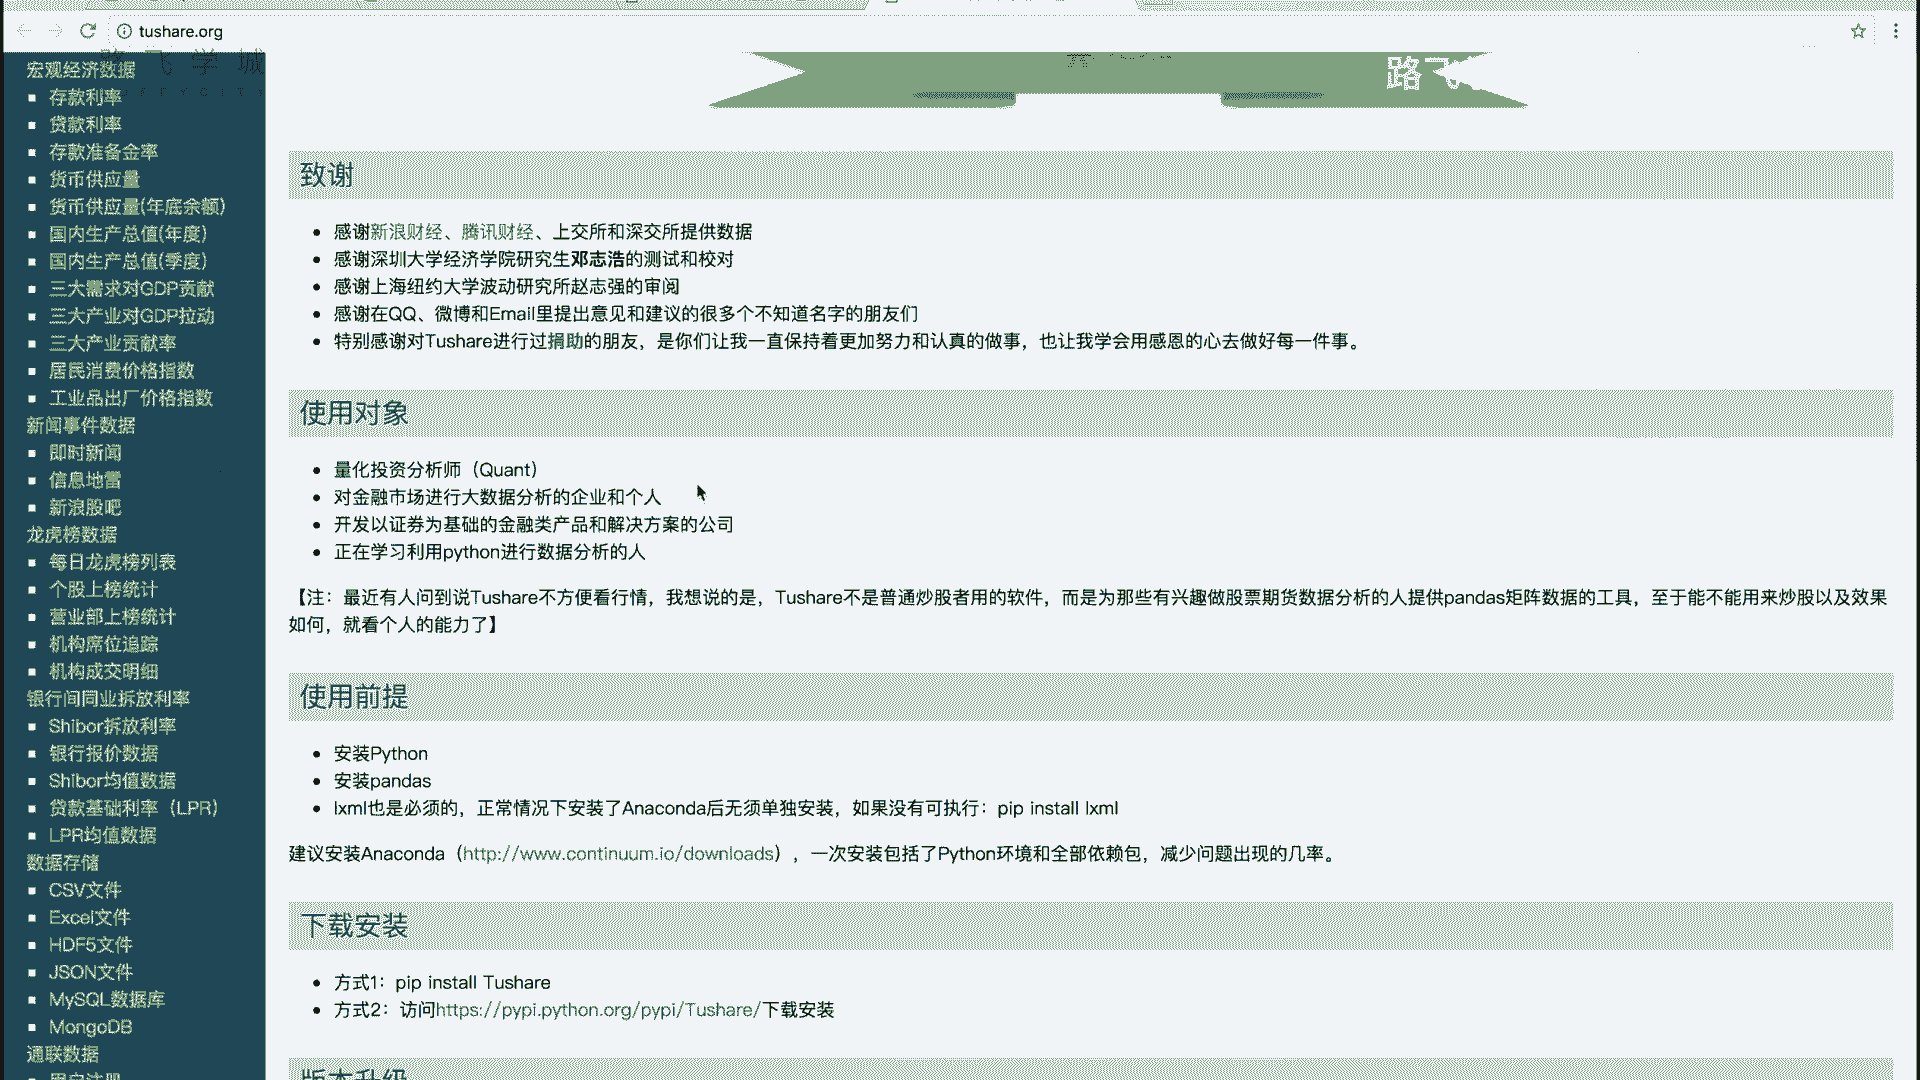 tushare.org
路飞学城
路飞
宏观经济数据
存款利率
贷款利率
存款准备金率
货币供应量
货币供应量(年底余额)
国内生产总值(年度)
国内生产总值(季度)
三大需求对GDP贡献
三大产业对GDP拉动
三大产业贡献率
居民消费价格指数
工业品出厂价格指数
新闻事件数据
即时新闻
信息地雷
新浪股吧
龙虎榜数据
每日龙虎榜列表
个股上榜统计
营业部上榜统计
机构席位追踪
机构成交明细
银行间同业拆放利率
Shibor拆放利率
银行报价数据
Shibor均值数据
贷款基础利率（LPR）
LPR均值数据
数据存储
CSV文件
Excel文件
HDF5文件
JSON文件
MySQL数据库
MongoDB
通联数据
致谢
感谢新浪财经、腾讯财经、上交所和深交所提供数据
感谢深圳大学经济学院研究生邓志浩的测试和校对
感谢上海纽约大学波动研究所赵志强的审阅
感谢在QQ、微博和Email里提出意见和建议的很多个不知道名字的朋友们
特别感谢对Tushare进行过捐助的朋友，是你们让我一直保持着更加努力和认真的做事，也让我学会用感恩的心去做好每一件事。
使用对象
量化投资分析师（Quant）
对金融市场进行大数据分析的企业和个人
开发以证券为基础的金融类产品和解决方案的公司
正在学习利用python进行数据分析的人
【注：最近有人问到说Tushare不方便看行情，我想说的是，Tushare不是普通炒股者用的软件，而是为那些有兴趣做股票期货数据分析的人提供pandas矩阵数据的工具，至于能不能用来炒股以及效果
如何，就看个人的能力了】
使用前提
安装Python
安装pandas
lxml也是必须的，正常情况下安装了Anaconda后无须单独安装，如果没有可执行：pip install lxml
建议安装Anaconda（http://www.continuum.io/downloads），一次安装包括了Python环境和全部依赖包，减少问题出现的几率。
下载安装
方式1：pip install Tushare
方式2：访问https://pypi.python.org/pypi/Tushare/下载安装
版本升级